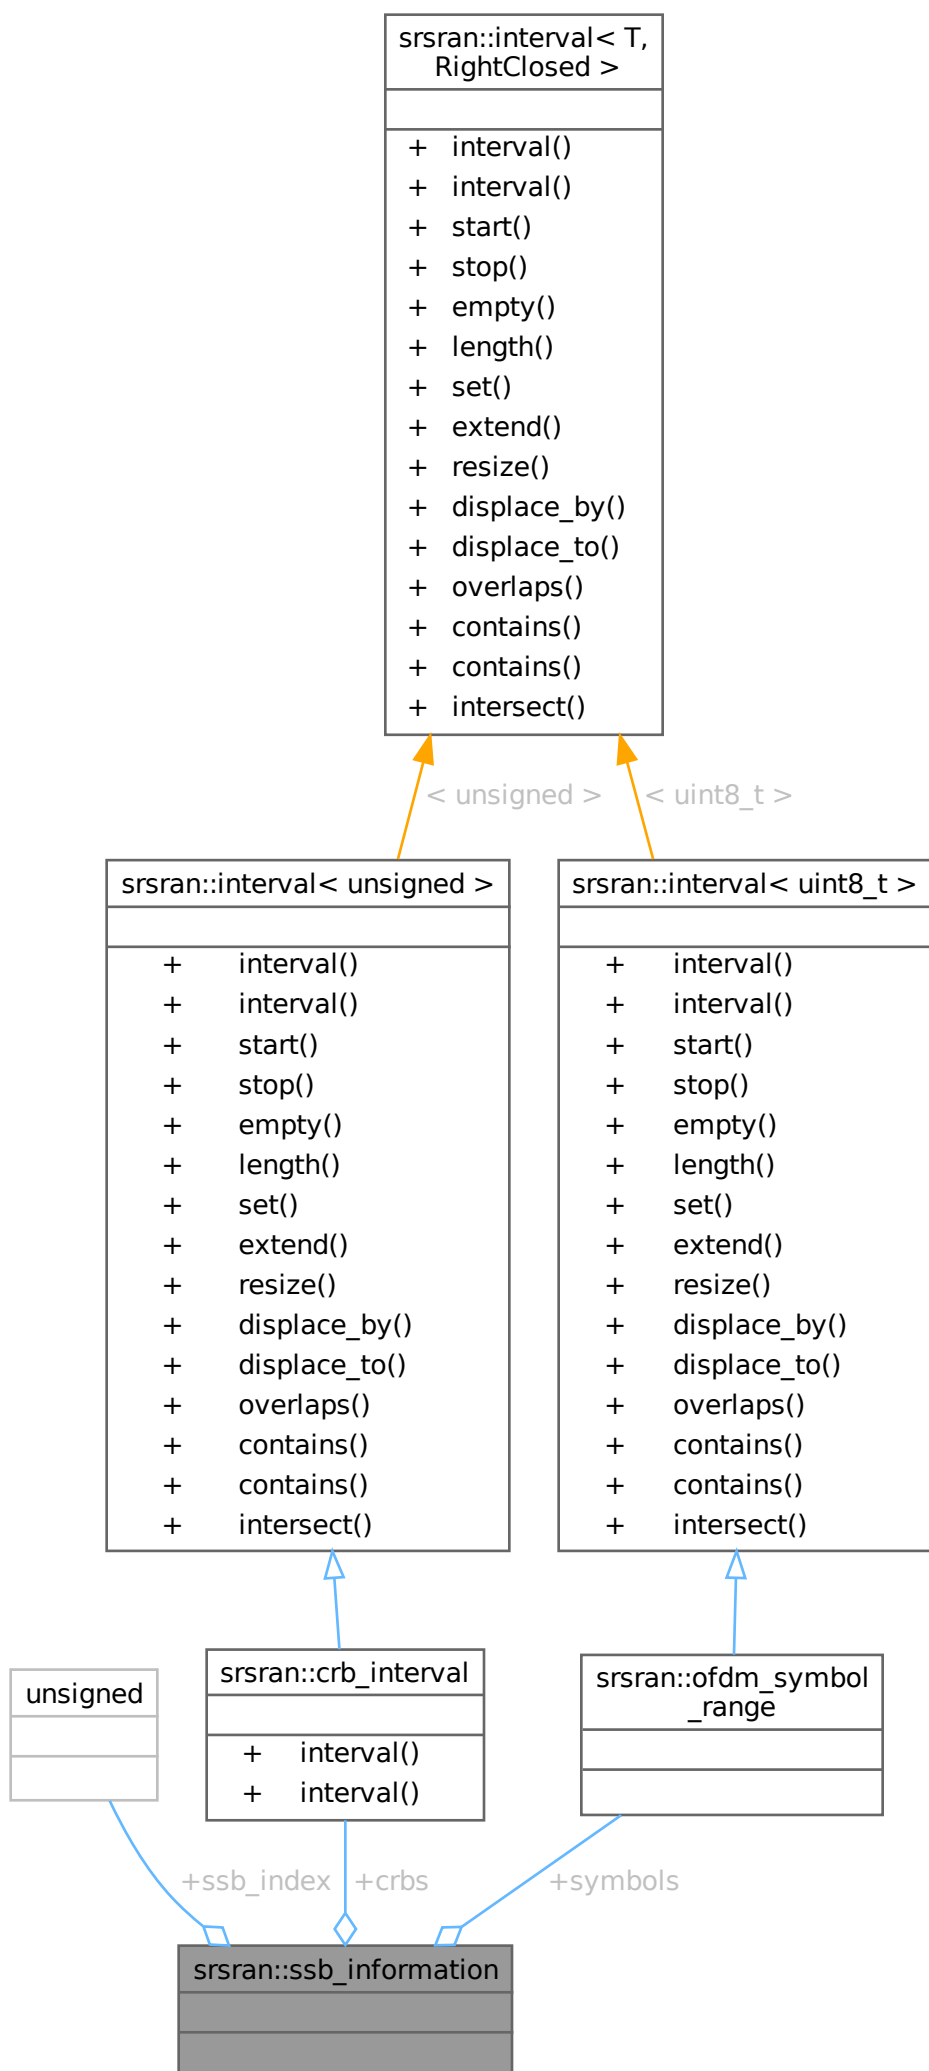 srsran::interval< T,
RightClosed >
+ interval()
+ interval()
+ start()
+ stop()
+ empty()
+ length()
+ set()
+ extend()
+ resize()
+ displace_by()
+ displace_to()
+ overlaps()
+ contains()
+ contains()
+ intersect()
< unsigned >
< uint8_t >
srsran::interval< unsigned >
+ interval()
+ interval()
+ start()
+ stop()
+ empty()
+ length()
+ set()
+ extend()
+ resize()
+ displace_by()
+ displace_to()
+ overlaps()
+ contains()
+ contains()
+ intersect()
srsran::interval< uint8_t >
+ interval()
+ interval()
+ start()
+ stop()
+ empty()
+ length()
+ set()
+ extend()
+ resize()
+ displace_by()
+ displace_to()
+ overlaps()
+ contains()
+ contains()
+ intersect()
unsigned
srsran::crb_interval
+ interval()
+ interval()
srsran::ofdm_symbol
_range
+ssb_index
+crbs
+symbols
srsran::ssb_information